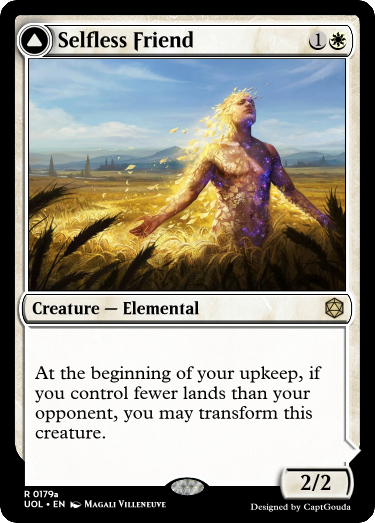 Selfless Friend 1
Creature — Elemental
At the beginning of your upkeep, if
you control fewer lands than your
opponent, you may transform this
creature.
2/2
R 0179a
UOL • EN Magali Villeneuve
Designed by CaptGouda